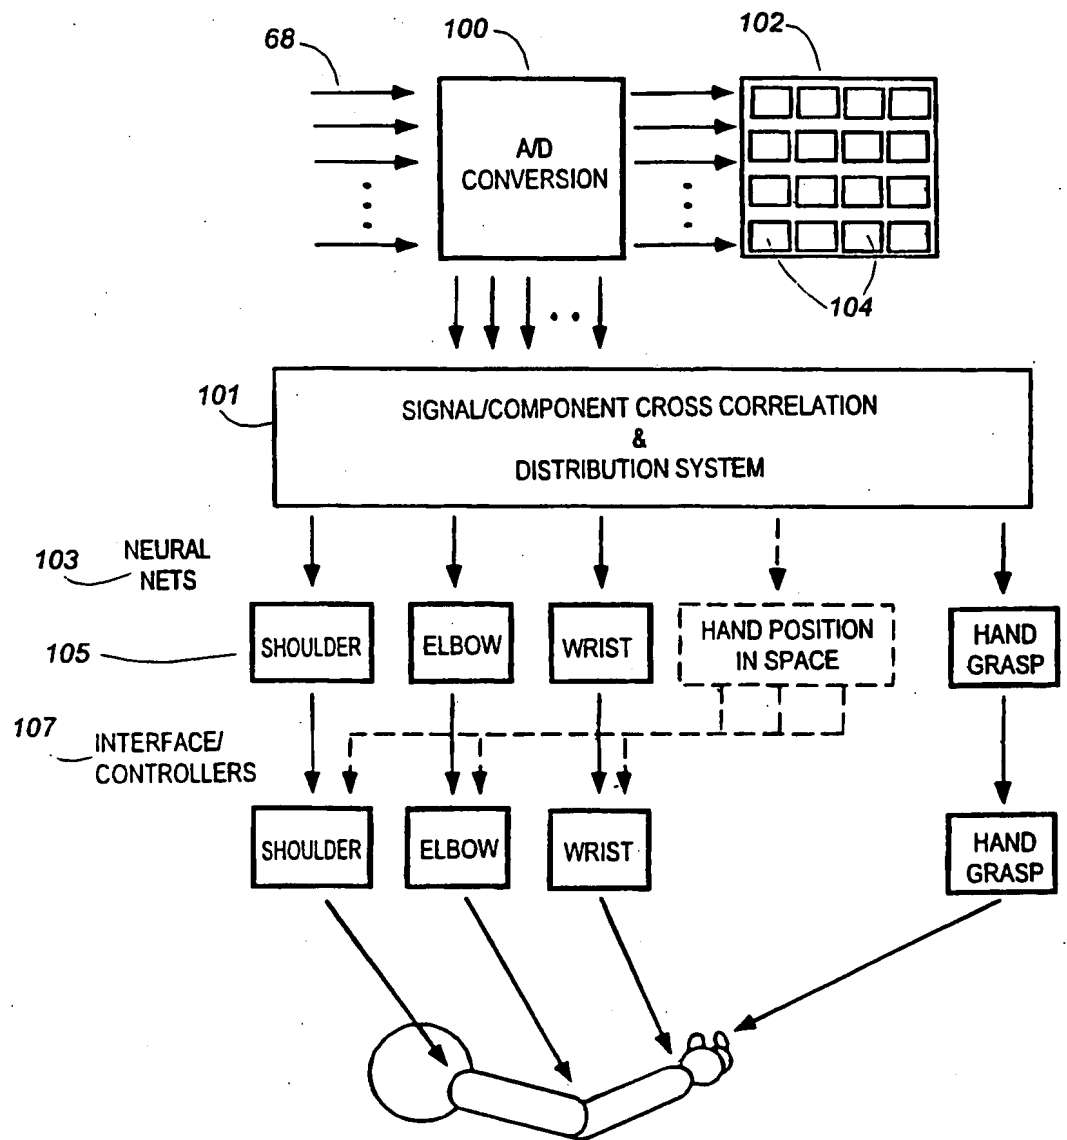 68
100
102
A/D
CONVERSION
104
101
SIGNAL/COMPONENT CROSS CORRELATION
&
DISTRIBUTION SYSTEM
103
NEURAL
NETS
105
SHOULDER
ELBOW
WRIST
HAND POSITION
IN SPACE
HAND
GRASP
107
INTERFACE/
CONTROLLERS
SHOULDER
ELBOW
WRIST
HAND
GRASP